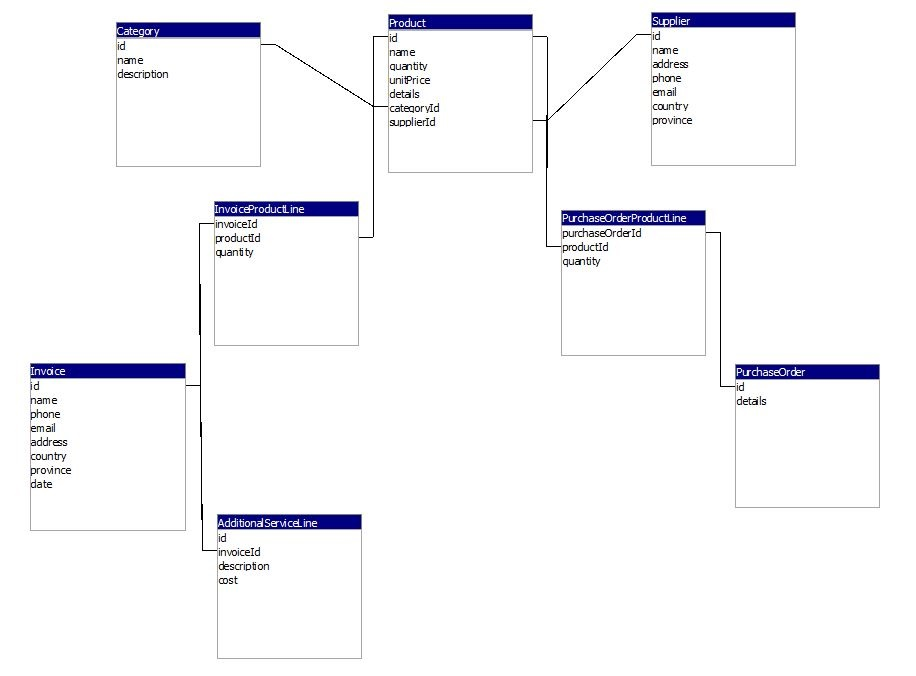 Category
id
name
description
Product
id
name
quantity
unitPrice
details
categoryId
supplierId
Supplier
id
name
address
phone
email
country
province
InvoiceProductLine
invoiceId
productId
quantity
PurchaseOrderProductLine
purchaseOrderId
productId
quantity
Invoice
id
name
phone
email
address
country
province
date
PurchaseOrder
id
details
AdditionalServiceLine
id
invoiceId
description
cost